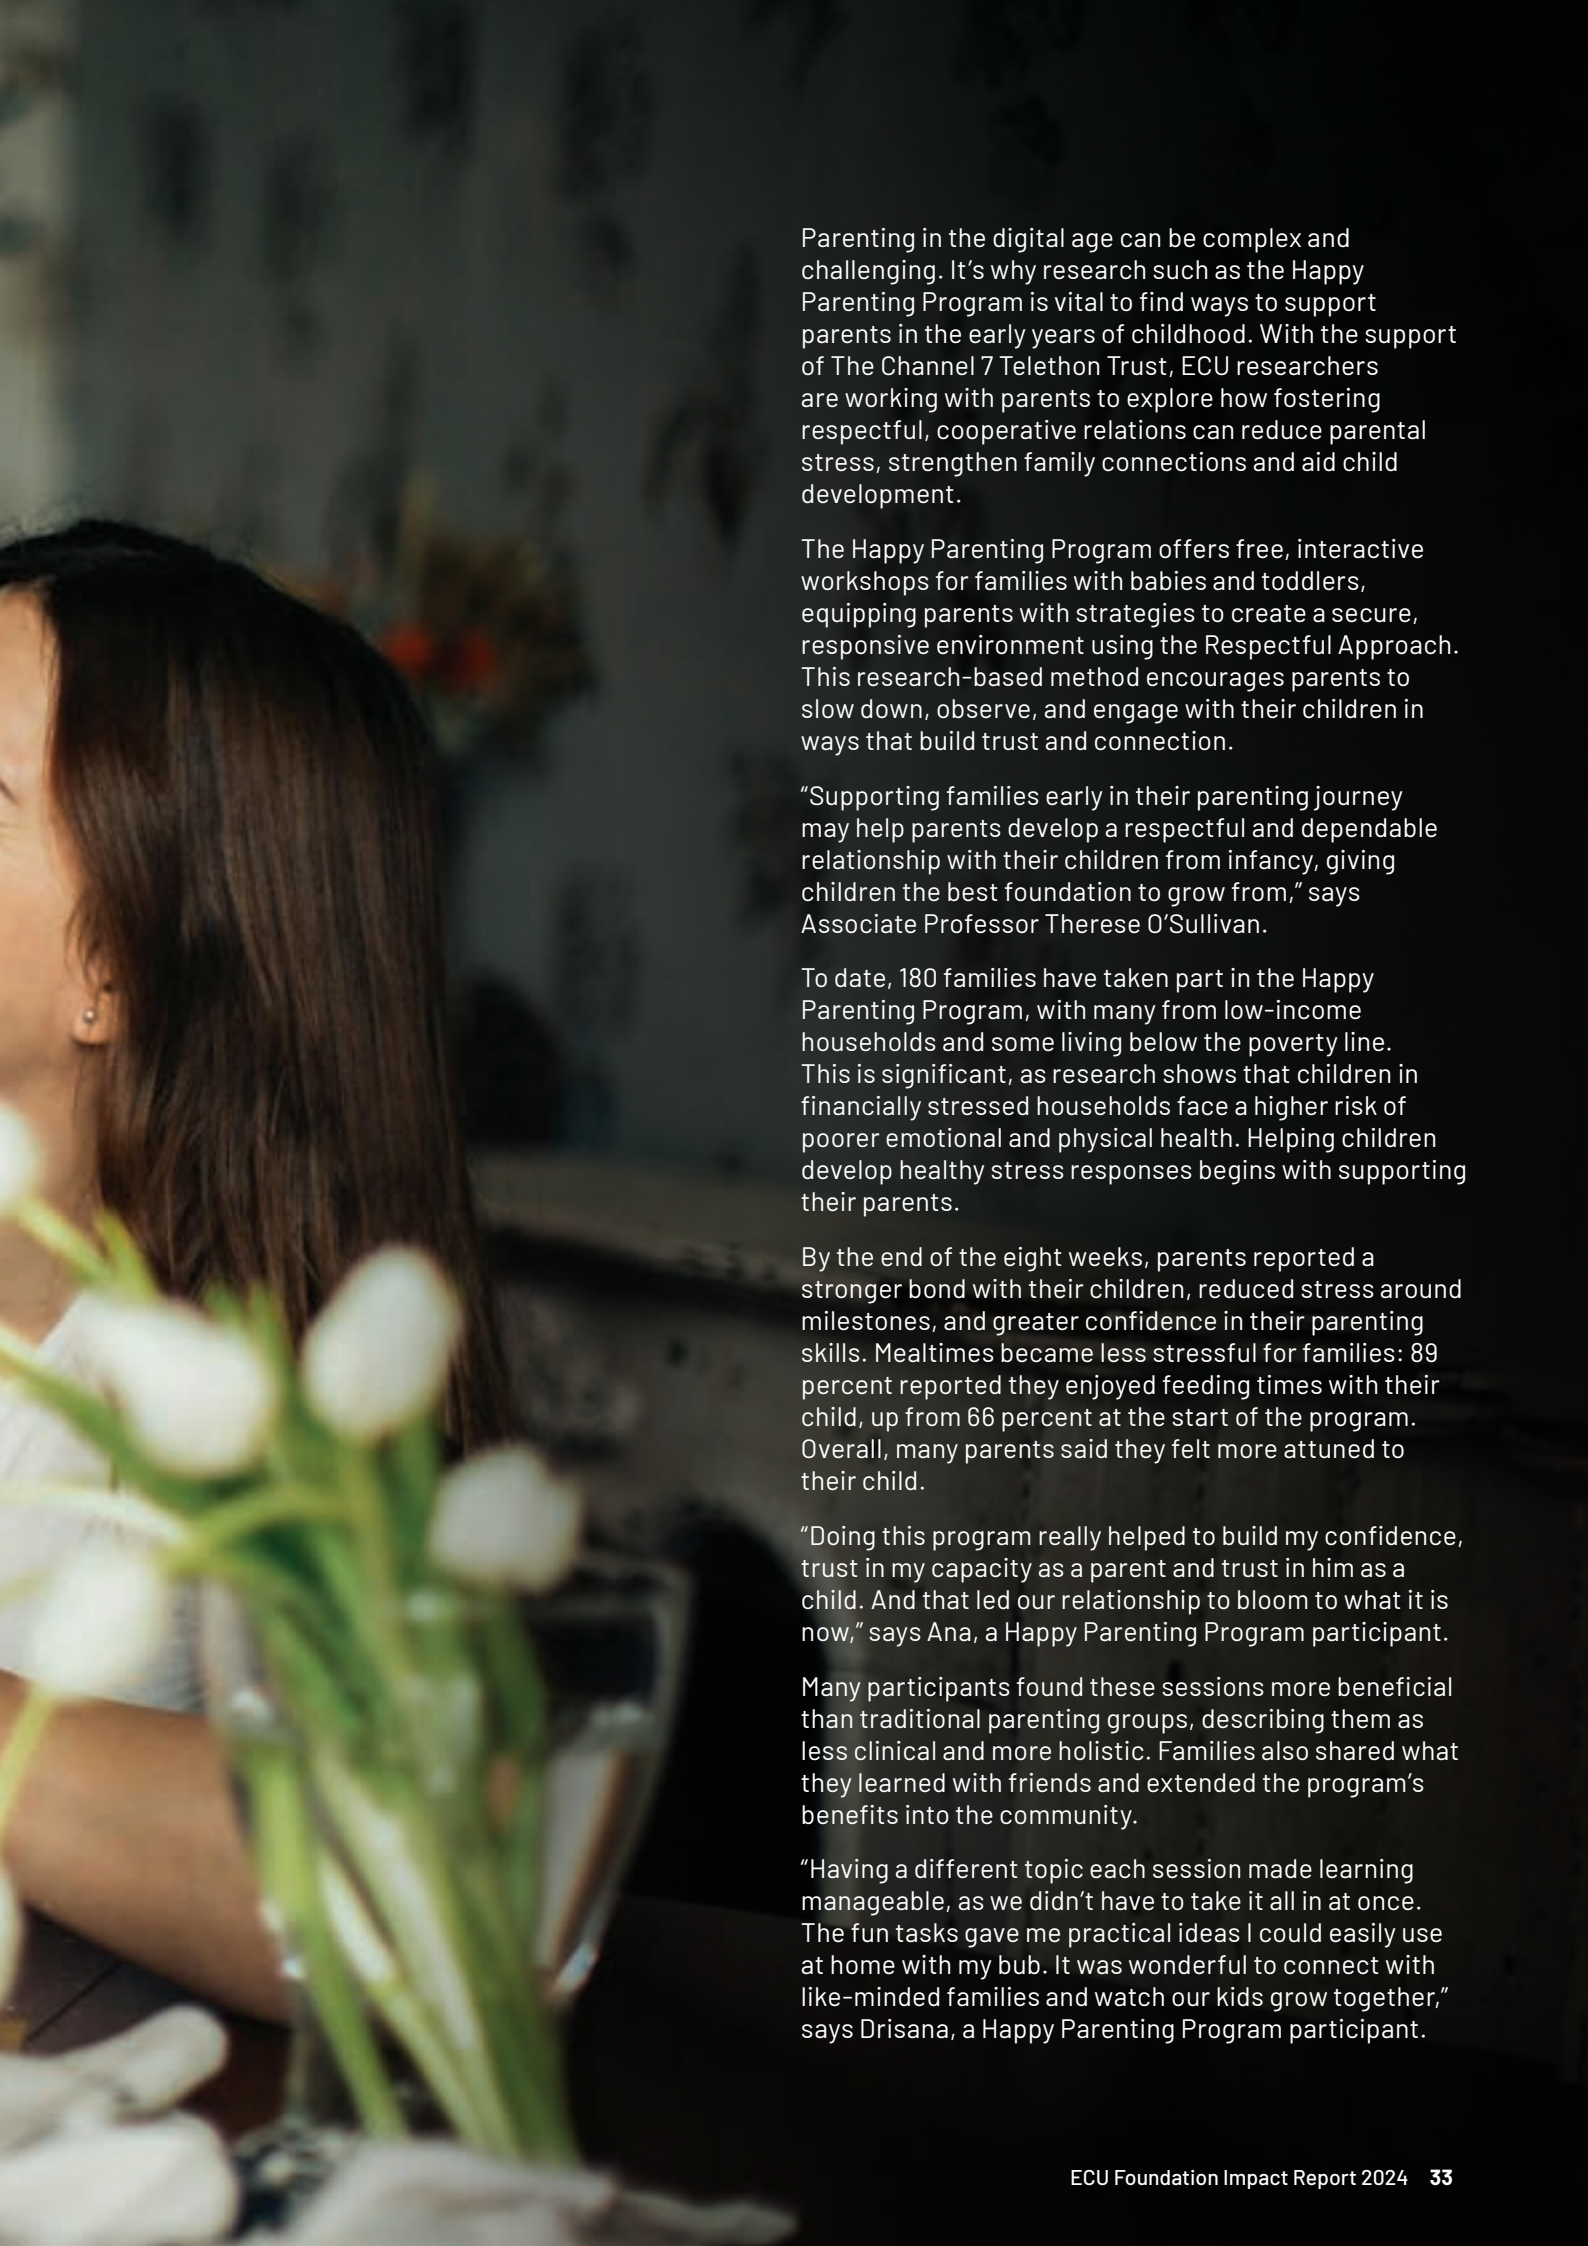 Parenting in the digital age can be complex and
challenging. It’s why research such as the Happy
Parenting Program is vital to find ways to support
parents in the early years of childhood. With the support
of The Channel 7 Telethon Trust, ECU researchers
are working with parents to explore how fostering
respectful, cooperative relations can reduce parental
stress, strengthen family connections and aid child
development.
The Happy Parenting Program offers free, interactive
workshops for families with babies and toddlers,
equipping parents with strategies to create a secure,
responsive environment using the Respectful Approach.
This research-based method encourages parents to
slow down, observe, and engage with their children in
ways that build trust and connection.
“Supporting families early in their parenting journey
may help parents develop a respectful and dependable
relationship with their children from infancy, giving
children the best foundation to grow from,” says
Associate Professor Therese O’Sullivan.
To date, 180 families have taken part in the Happy
Parenting Program, with many from low-income
households and some living below the poverty line.
This is significant, as research shows that children in
financially stressed households face a higher risk of
poorer emotional and physical health. Helping children
develop healthy stress responses begins with supporting
their parents.
By the end of the eight weeks, parents reported a
stronger bond with their children, reduced stress around
milestones, and greater confidence in their parenting
skills. Mealtimes became less stressful for families: 89
percent reported they enjoyed feeding times with their
child, up from 66 percent at the start of the program.
Overall, many parents said they felt more attuned to
their child.
“Doing this program really helped to build my confidence,
trust in my capacity as a parent and trust in him as a
child. And that led our relationship to bloom to what it is
now,” says Ana, a Happy Parenting Program participant.
Many participants found these sessions more beneficial
than traditional parenting groups, describing them as
less clinical and more holistic. Families also shared what
they learned with friends and extended the program’s
benefits into the community.
“Having a different topic each session made learning
manageable, as we didn’t have to take it all in at once.
The fun tasks gave me practical ideas I could easily use
at home with my bub. It was wonderful to connect with
like-minded families and watch our kids grow together,”
says Drisana, a Happy Parenting Program participant.
ECU Foundation Impact Report 2024 33